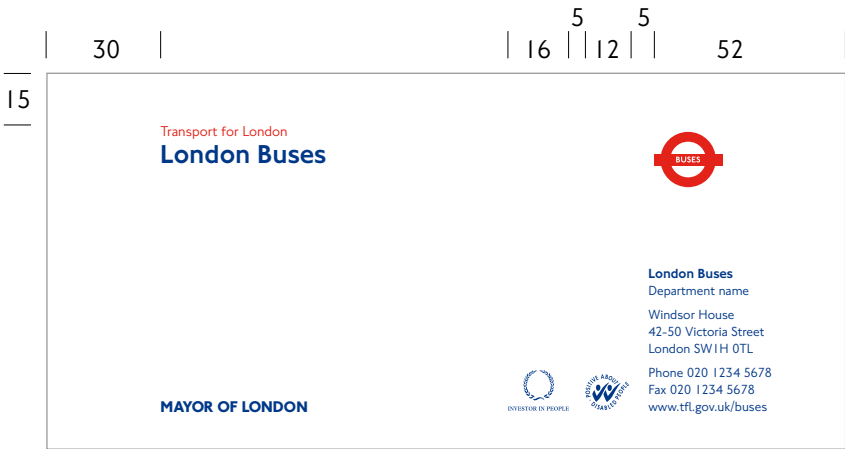 5 5
30 16 12 52
15
Transport for London
London Buses
BUSES
London Buses
Department name
Windsor House
42-50 Victoria Street
London SW1H 0TL
Phone 020 1234 5678
Fax 020 1234 5678
www.tfl.gov.uk/buses
MAYOR OF LONDON
INVESTOR IN PEOPLE
POSITIVE ABOUT DISABLED PEOPLE